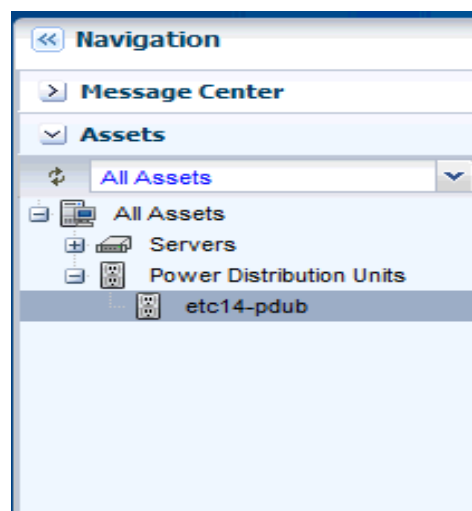 Navigation
Message Center
Assets
All Assets
All Assets
Servers
Power Distribution Units
etc14-pdub